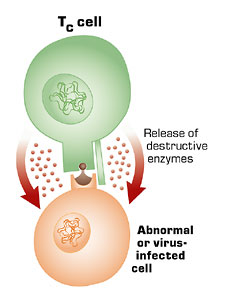 TC cell
Release of
destructive
enzymes
Abnormal
or virus-
infected
cell